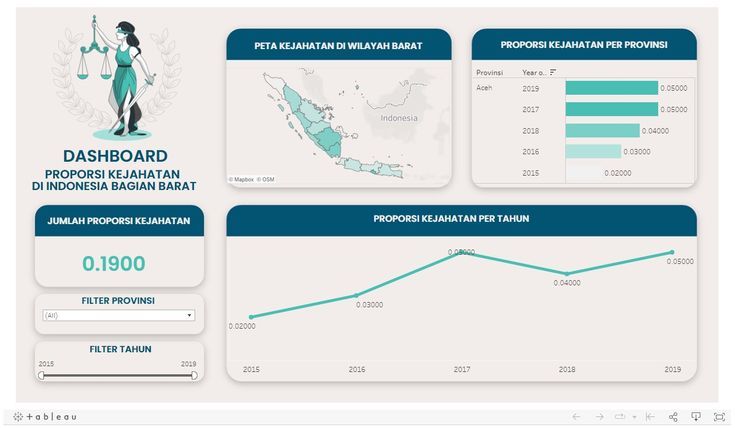 DASHBOARD
PROPORSI KEJAHATAN
DI INDONESIA BAGIAN BARAT
PETA KEJAHATAN DI WILAYAH BARAT
Indonesia
© Mapbox © OSM
PROPORSI KEJAHATAN PER PROVINSI
Provinsi Year o..
Aceh 2019 0.05000
2017 0.05000
2018 0.04000
2016 0.03000
2015 0.02000
JUMLAH PROPORSI KEJAHATAN
0.1900
FILTER PROVINSI
(All)
FILTER TAHUN
2015 2019
PROPORSI KEJAHATAN PER TAHUN
0.02000
0.03000
0.05000
0.04000
0.05000
2015 2016 2017 2018 2019
+ a b l e a u